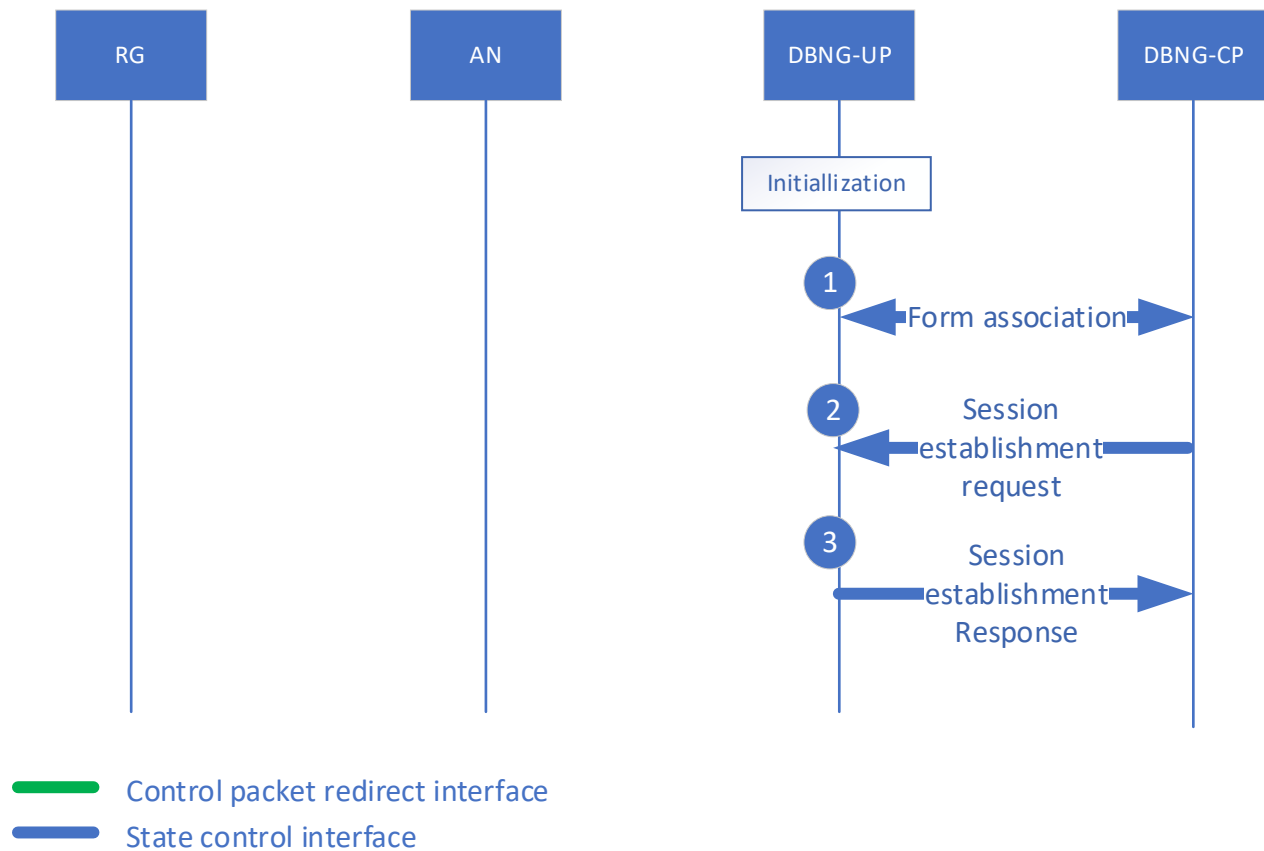 RG
AN
DBNG-UP
DBNG-CP
Initiallization
1
Form association
2
Session
establishment
request
3
Session
establishment
Response
Control packet redirect interface
State control interface